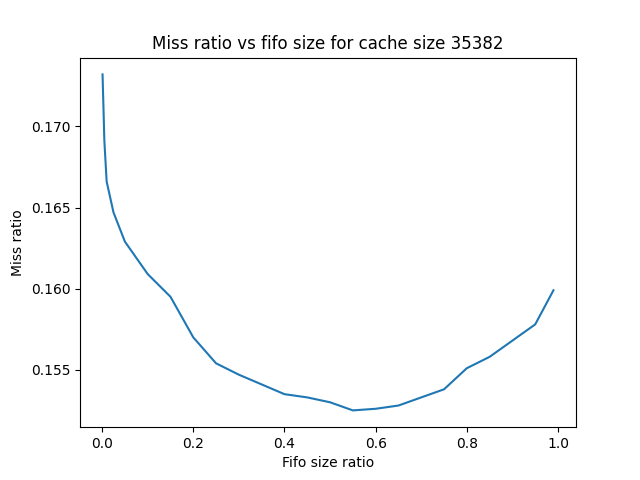 Miss ratio vs fifo size for cache size 35382
0.170
0.165
0.160
0.155
Miss ratio
0.0 0.2 0.4 0.6 0.8 1.0
Fifo size ratio